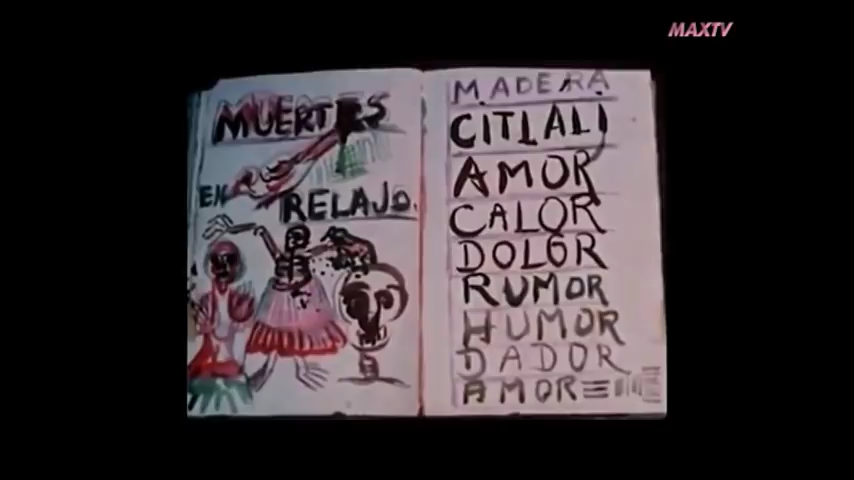 MAXTV
MUERTES
EN RELAJO.
MADERA
CITLALI
AMOR
CALOR
DOLOR
RUMOR
HUMOR
DADOR
AMOR